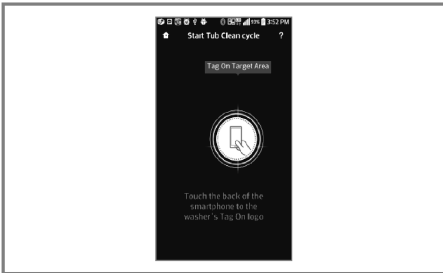 3:52 PM
Start Tub Clean cycle ?
Tag On Target Area
Touch the back of the
smartphone to the
washer's Tag On logo